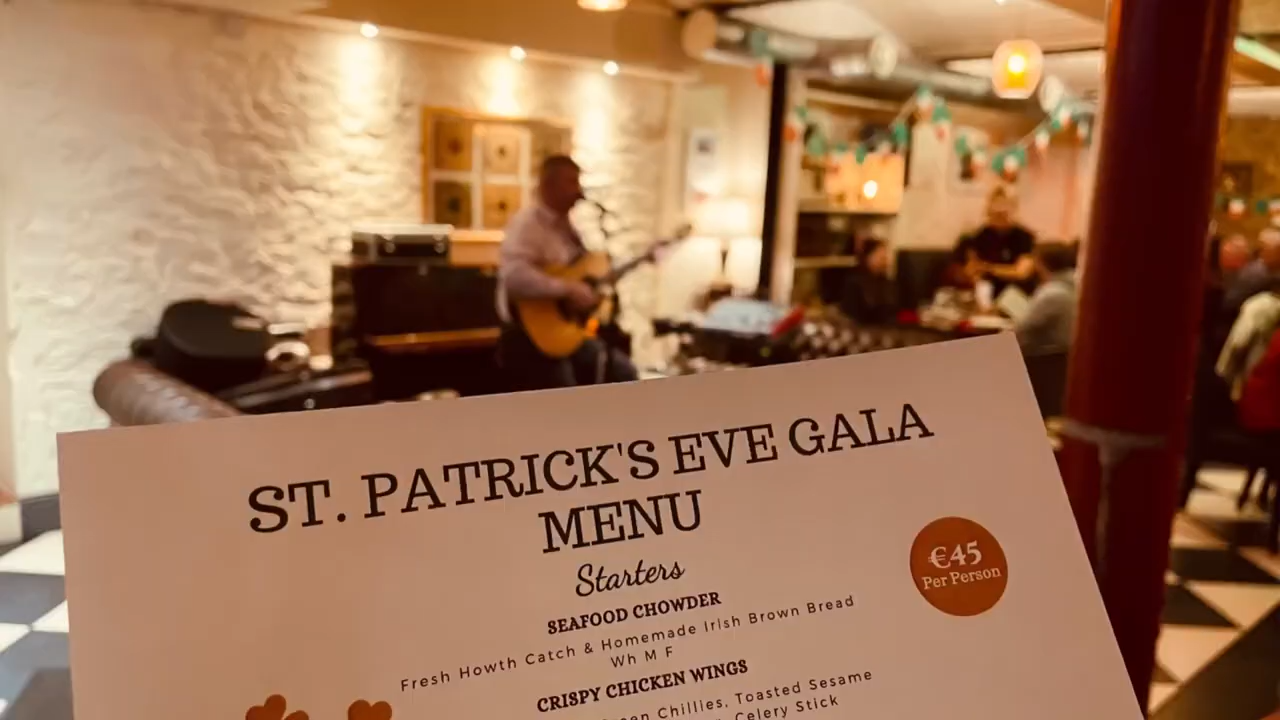 ST. PATRICK'S EVE GALA
MENU
Starters
€45
Per Person
SEAFOOD CHOWDER
Fresh Howth Catch & Homemade Irish Brown Bread
Wh M F
CRISPY CHICKEN WINGS
Chillies, Toasted Sesame
Celery Stick